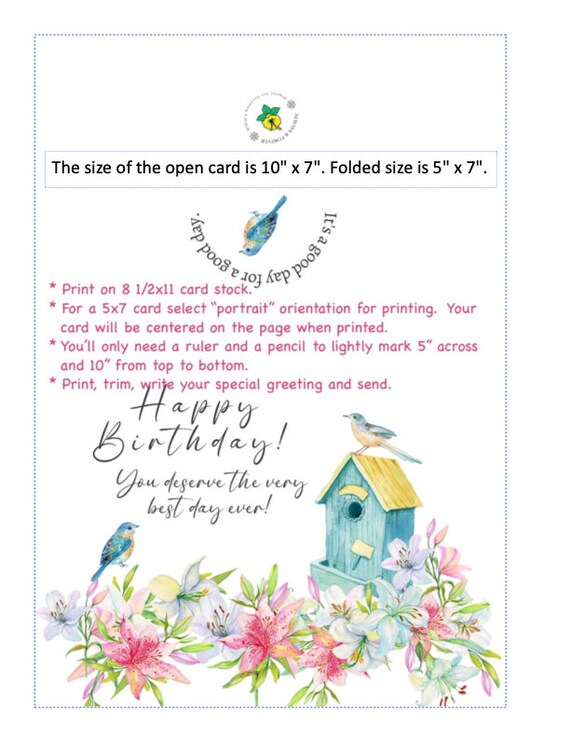 ALWAYS & FOREVER
The size of the open card is 10" x 7". Folded size is 5" x 7".
It's a good day for a good day.
* Print on 8 1/2x11 card stock.
* For a 5x7 card select “portrait” orientation for printing. Your
card will be centered on the page when printed.
* You'll only need a ruler and a pencil to lightly mark 5” across
and 10” from top to bottom.
* Print, trim, write your special greeting and send.
Happy
Birthday!
You deserve the very
best day ever!